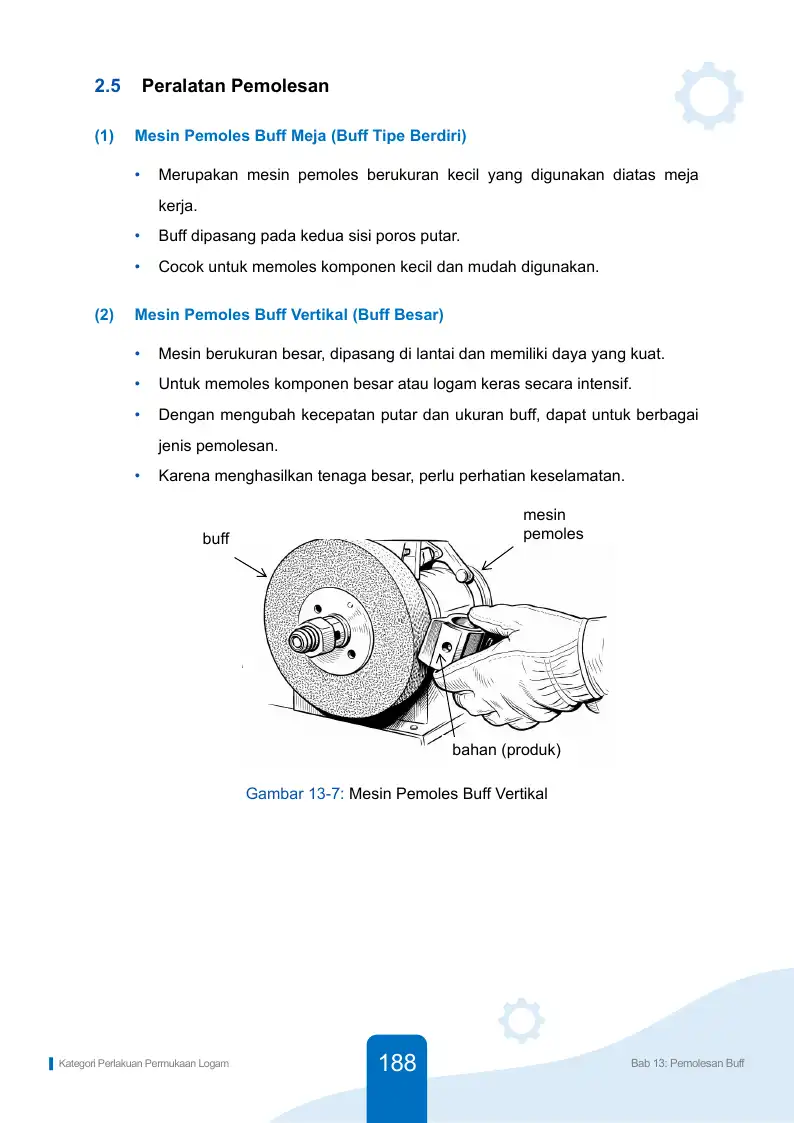 2.5 Peralatan Pemolesan
(1) Mesin Pemoles Buff Meja (Buff Tipe Berdiri)
• Merupakan mesin pemoles berukuran kecil yang digunakan diatas meja
kerja.
• Buff dipasang pada kedua sisi poros putar.
• Cocok untuk memoles komponen kecil dan mudah digunakan.
(2) Mesin Pemoles Buff Vertikal (Buff Besar)
• Mesin berukuran besar, dipasang di lantai dan memiliki daya yang kuat.
• Untuk memoles komponen besar atau logam keras secara intensif.
• Dengan mengubah kecepatan putar dan ukuran buff, dapat untuk berbagai
jenis pemolesan.
• Karena menghasilkan tenaga besar, perlu perhatian keselamatan.
mesin
pemoles
buff
bahan (produk)
Gambar 13-7: Mesin Pemoles Buff Vertikal
Kategori Perlakuan Permukaan Logam
188
Bab 13: Pemolesan Buff